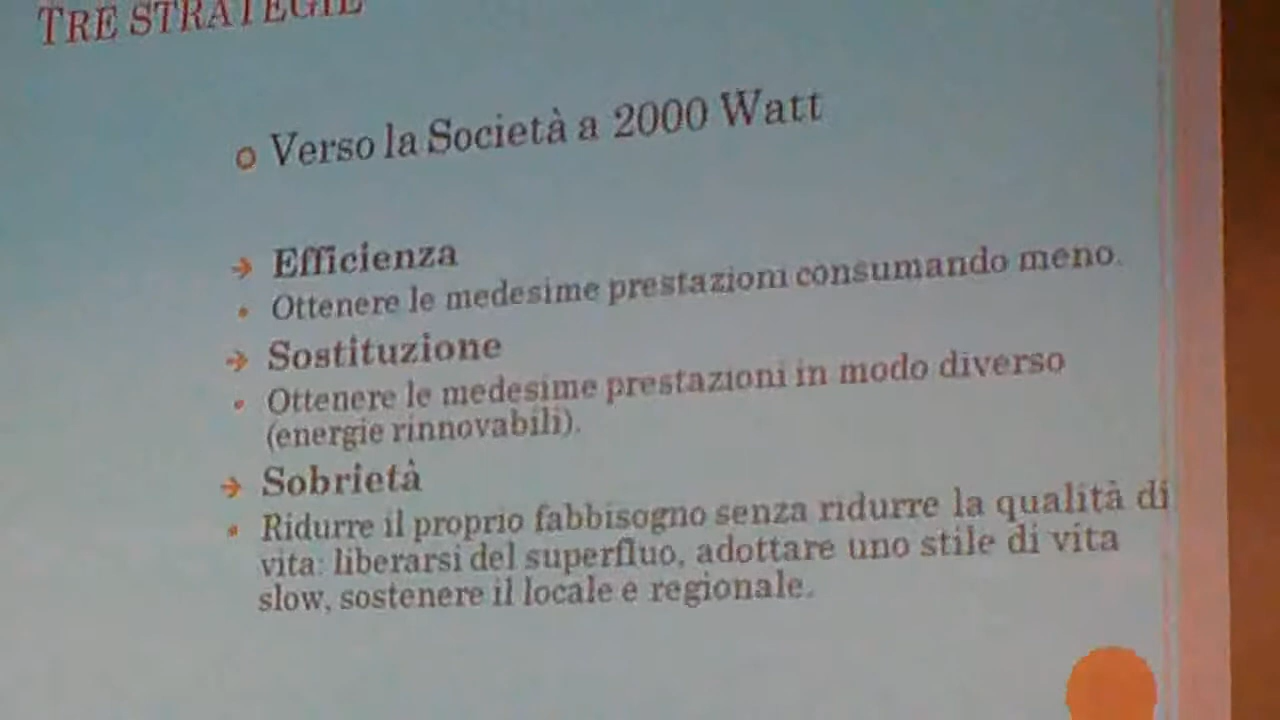 TRE STRATEGIE
Verso la Società a 2000 Watt
Efficienza
Ottenere le medesime prestazioni consumando meno.
Sostituzione
Ottenere le medesime prestazioni in modo diverso
(energie rinnovabili).
Sobrietà
Ridurre il proprio fabbisogno senza ridurre la qualità di
vita: liberarsi del superfluo, adottare uno stile di vita
slow, sostenere il locale e regionale.